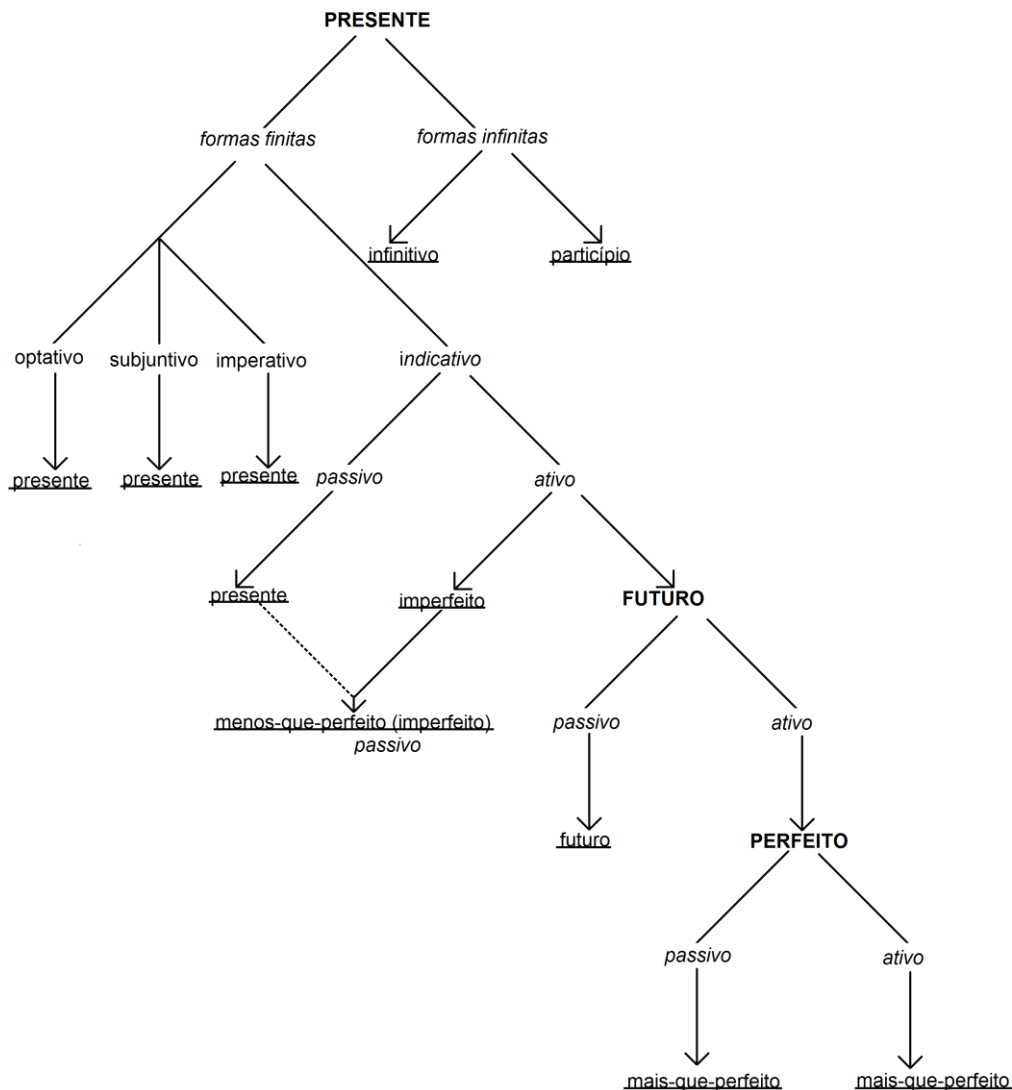 PRESENTE
formas finitas
formas infinitas
infinitivo
particípio
optativo
subjuntivo
imperativo
indicativo
presente
presente
presente
passivo
ativo
presente
imperfeito
FUTURO
menos-que-perfeito (imperfeito)
passivo
passivo
ativo
futuro
PERFEITO
passivo
ativo
mais-que-perfeito
mais-que-perfeito